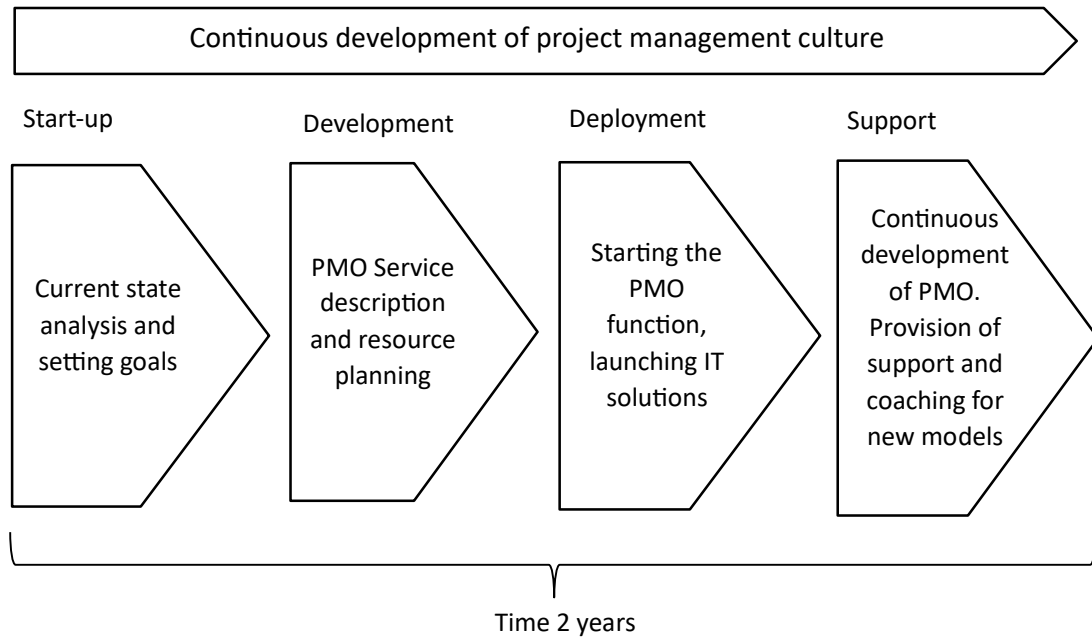 Continuous development of project management culture
Start-up
Development
Deployment
Support
Current state
analysis and
setting goals
PMO Service
description
and resource
planning
Starting the
PMO
function,
launching IT
solutions
Continuous
development
of PMO.
Provision of
support and
coaching for
new models
Time 2 years